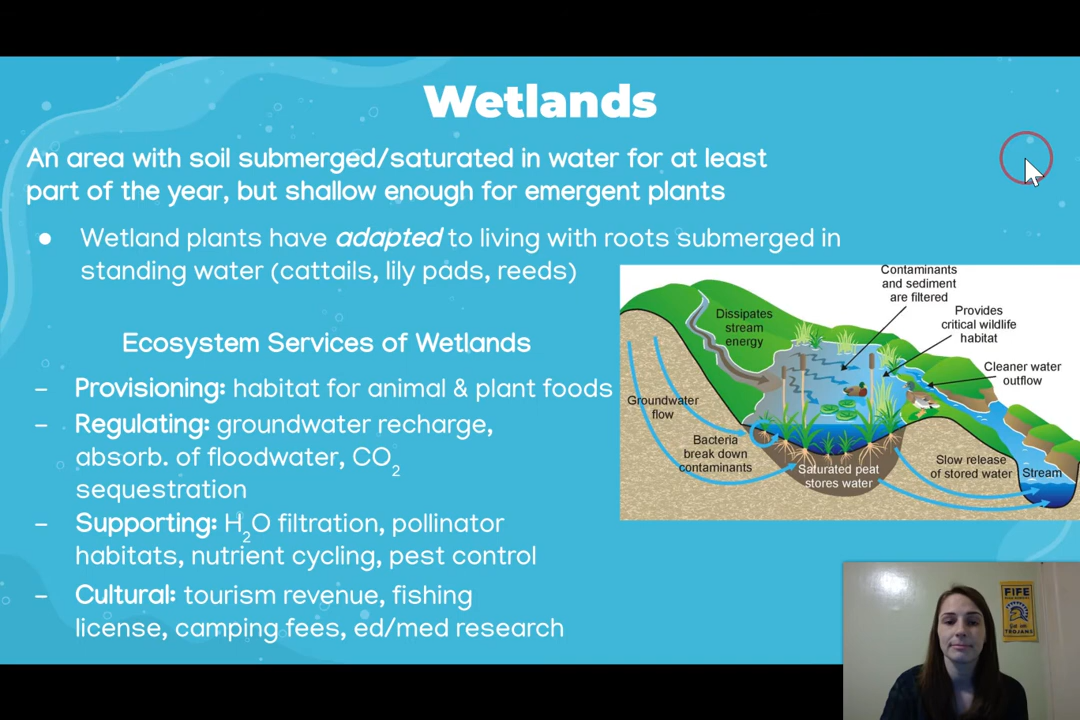 Wetlands
An area with soil submerged/saturated in water for at least
part of the year, but shallow enough for emergent plants
● Wetland plants have adapted to living with roots submerged in
standing water (cattails, lily pads, reeds)
Ecosystem Services of Wetlands
– Provisioning: habitat for animal & plant foods
– Regulating: groundwater recharge,
absorb. of floodwater, CO2
sequestration
– Supporting: H2O filtration, pollinator
habitats, nutrient cycling, pest control
– Cultural: tourism revenue, fishing
license, camping fees, ed/med research
Contaminants
and sediment
are filtered
Dissipates
stream
energy
Provides
critical wildlife
habitat
Cleaner water
outflow
Groundwater
flow
Bacteria
break down
contaminants
Saturated peat
stores water
Slow release
of stored water
Stream
FIFE
TROJANS